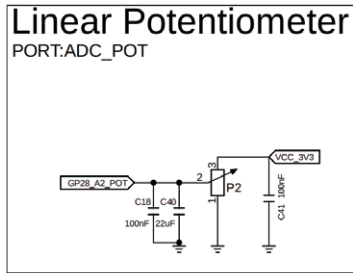 Linear Potentiometer
PORT:ADC_POT
VCC_3V3
3
GP28_A2_POT
2
P2
1
C18
C40
100nF
22uF
C41
100nF